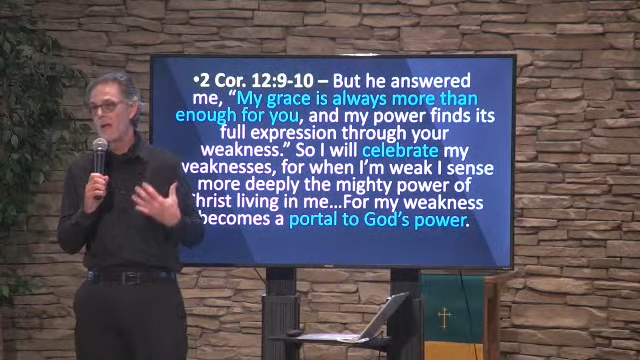 •2 Cor. 12:9-10 – But he answered
me, “My grace is always more than
enough for you, and my power finds its
full expression through your
weakness.” So I will celebrate my
weaknesses, for when I’m weak I sense
more deeply the mighty power of
Christ living in me…For my weakness
becomes a portal to God’s power.